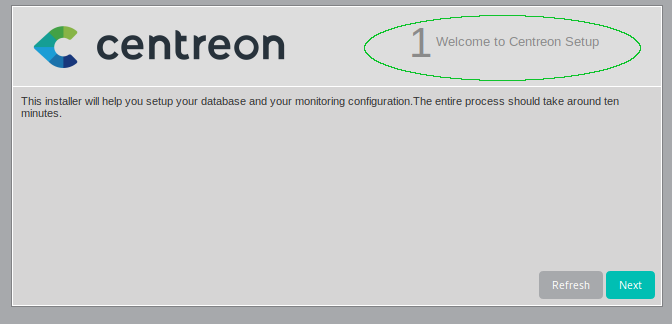 centreon
1 Welcome to Centreon Setup
This installer will help you setup your database and your monitoring configuration.The entire process should take around ten
minutes.
Refresh Next